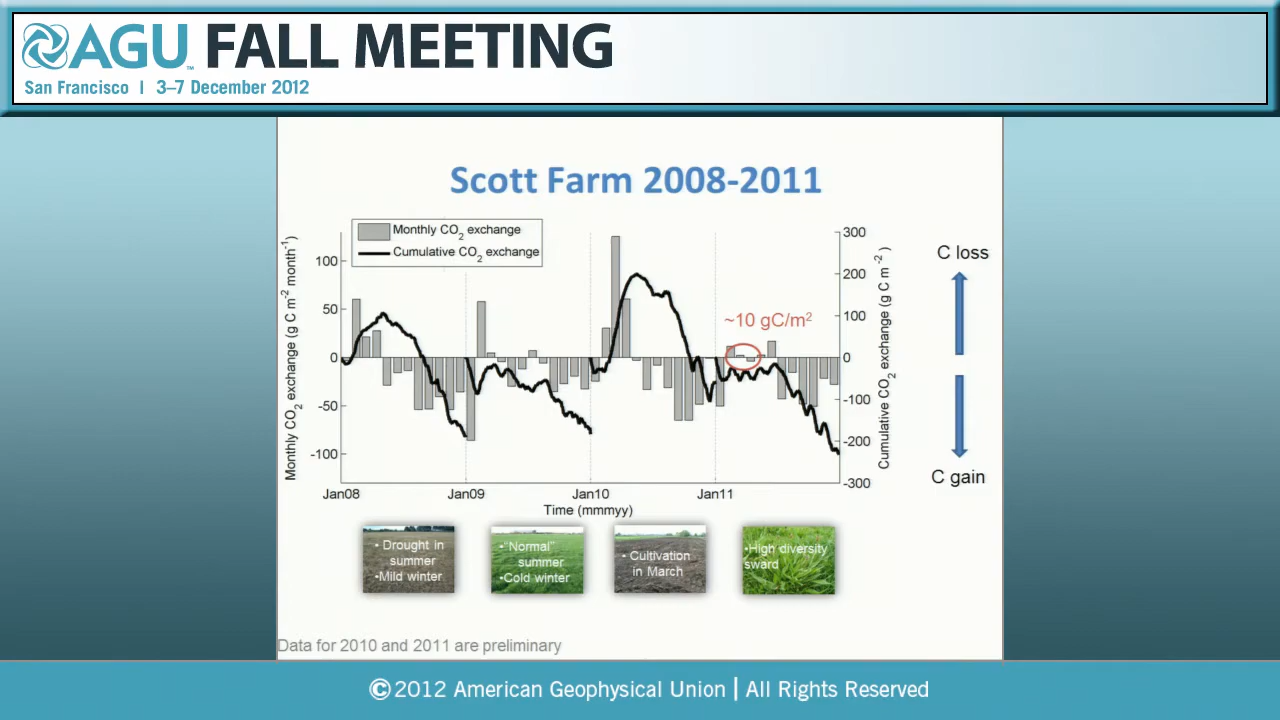 AGU™ FALL MEETING
San Francisco | 3–7 December 2012
Scott Farm 2008-2011
Monthly CO2 exchange
Cumulative CO2 exchange
Monthly CO2 exchange (g C m-2 month-1)
100
50
0
-50
-100
300
200
100
0
-100
-200
-300
Cumulative CO2 exchange (g C m-2 )
~10 gC/m2
C loss
C gain
Jan08
Jan09
Jan10
Jan11
Time (mmmyy)
• Drought in
summer
•Mild winter
•"Normal"
summer
•Cold winter
• Cultivation
in March
•High diversity
sward
Data for 2010 and 2011 are preliminary
©2012 American Geophysical Union | All Rights Reserved